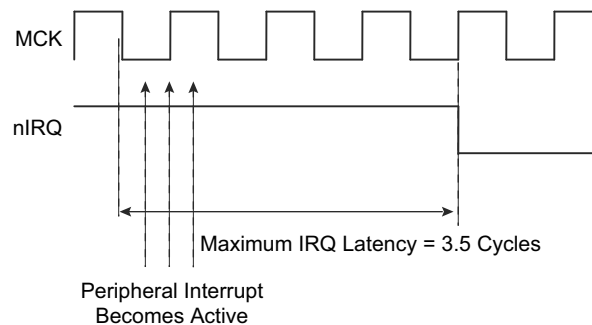 MCK
nIRQ
Maximum IRQ Latency = 3.5 Cycles
Peripheral Interrupt
Becomes Active